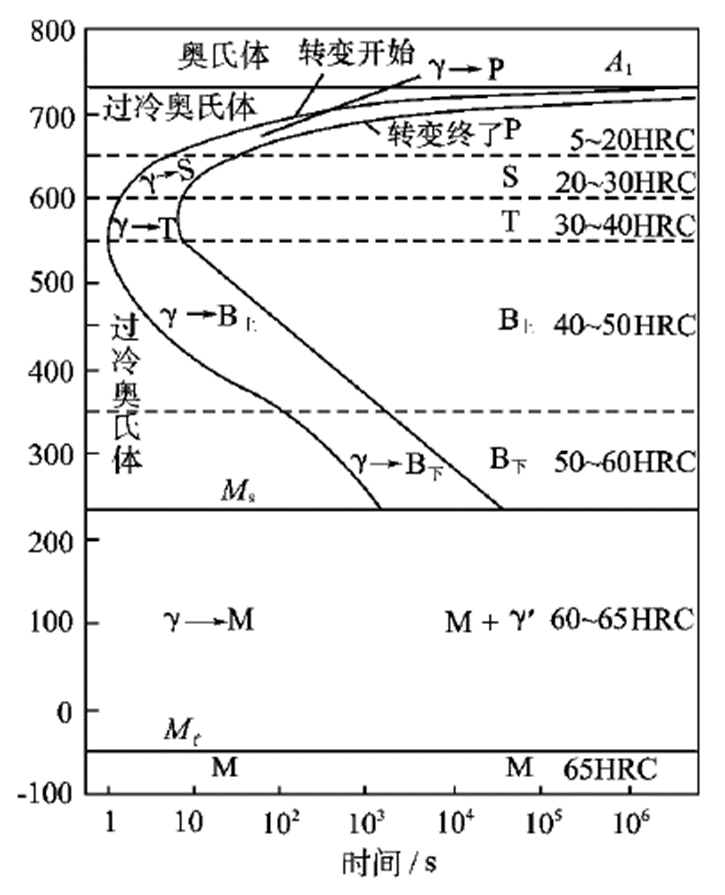 800
奥氏体 转变开始 γ→P A₁
过冷奥氏体
700
转变终了 P 5~20HRC
γ→S S 20~30HRC
600
γ→T T 30~40HRC
500
γ→B上 B上 40~50HRC
过冷奥氏体
400
300
γ→B下 B下 50~60HRC
Mₛ
200
100 γ→M M + γ′ 60~65HRC
0
M_f
M M 65HRC
-100
1 10 10² 10³ 10⁴ 10⁵ 10⁶
时间 / s